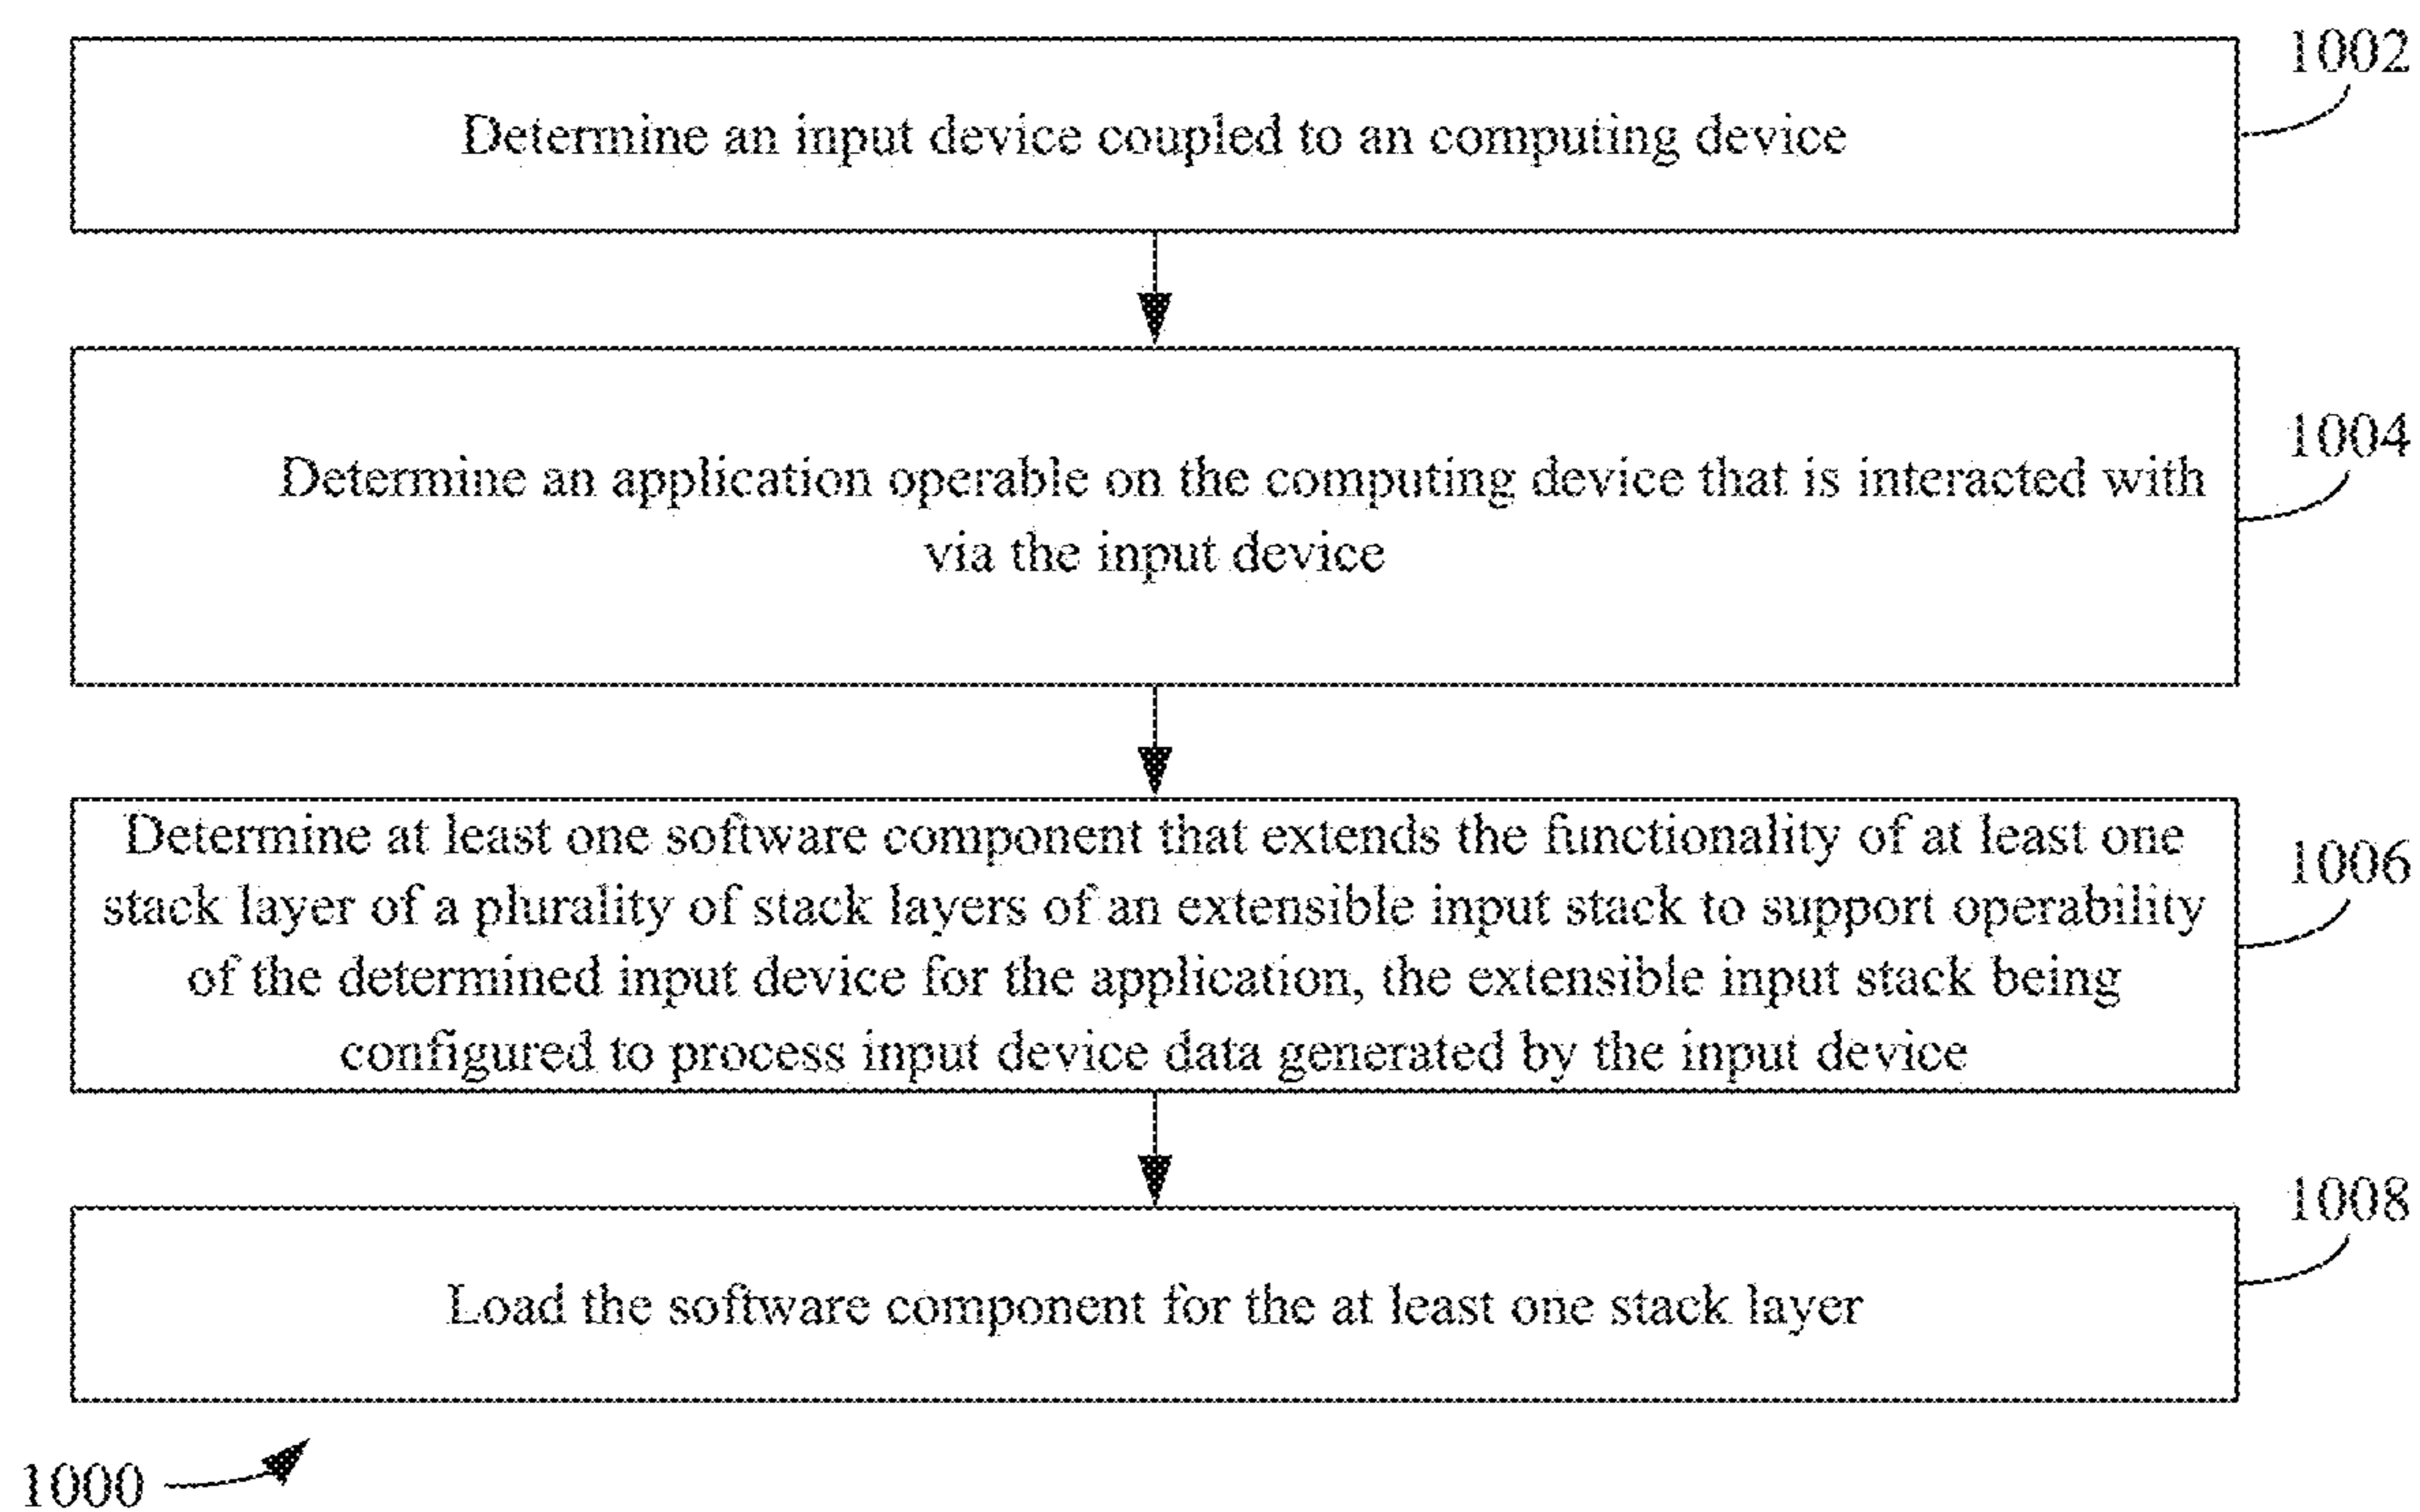 1002
Determine an input device coupled to an computing device
1004
Determine an application operable on the computing device that is interacted with
via the input device
1006
Determine at least one software component that extends the functionality of at least one
stack layer of a plurality of stack layers of an extensible input stack to support operability
of the determined input device for the application, the extensible input stack being
configured to process input device data generated by the input device
1008
Load the software component for the at least one stack layer
1000